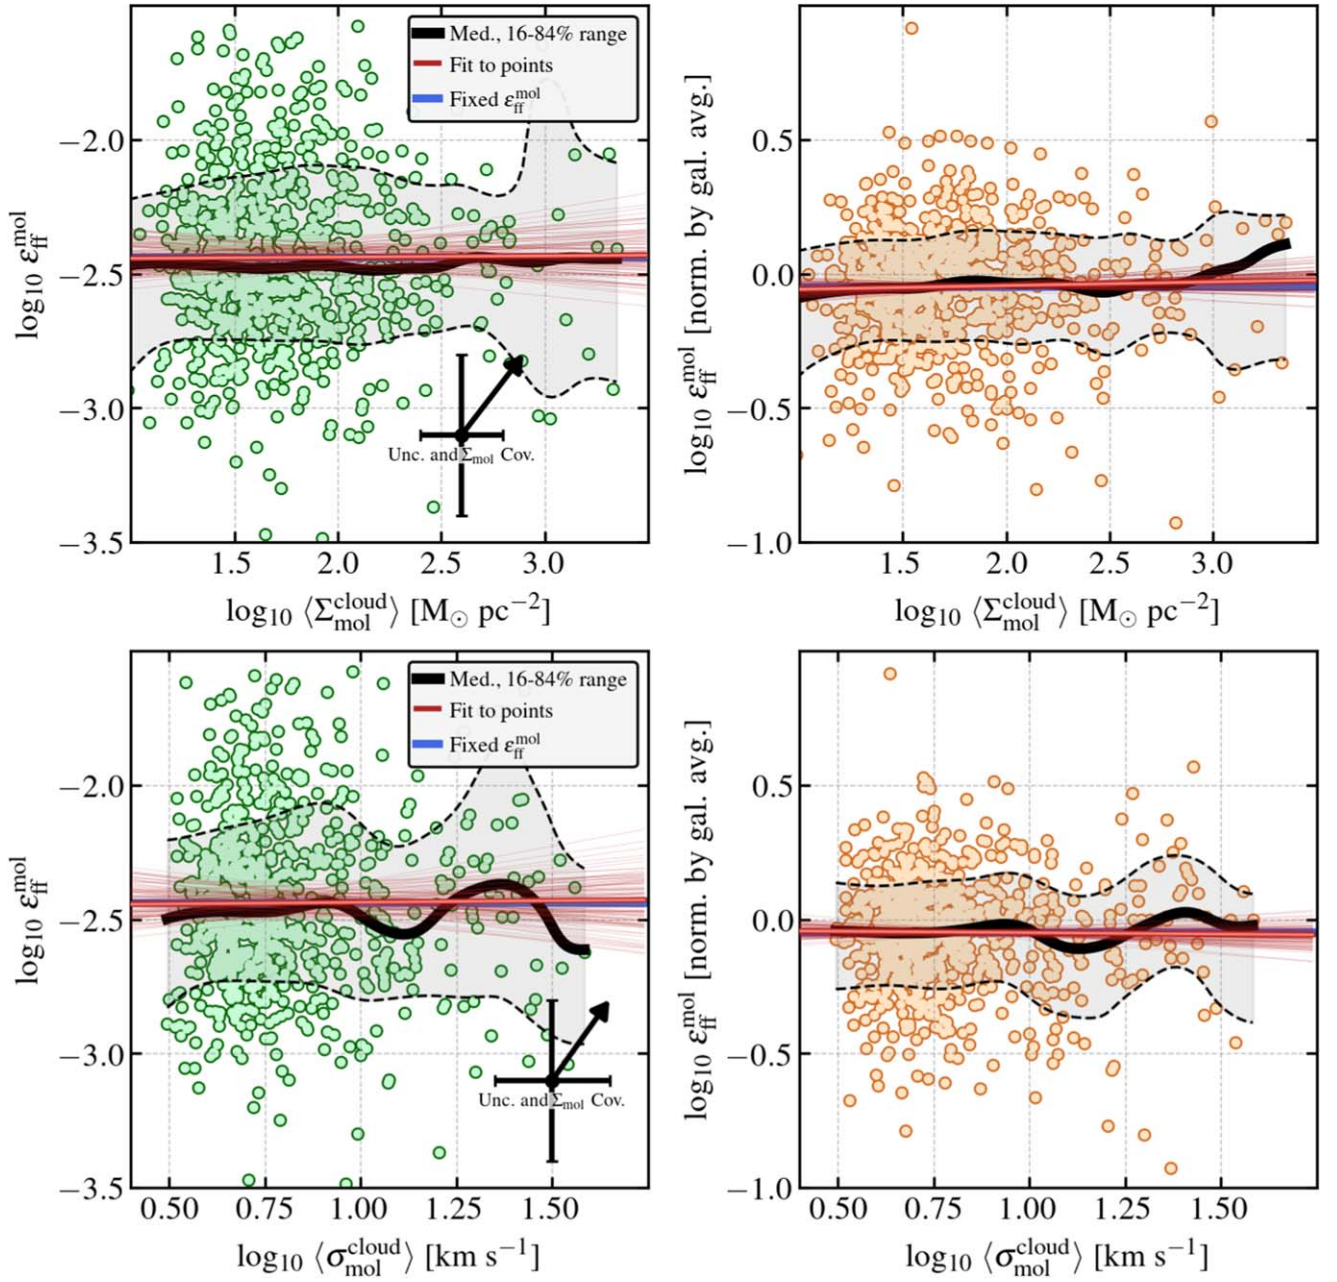 Med., 16-84% range
Fit to points
Fixed ε_ff^mol
log₁₀ ε_ff^mol
−2.0
−2.5
−3.0
−3.5
Unc. and Σ_mol Cov.
1.5 2.0 2.5 3.0
log₁₀ ⟨Σ_mol^cloud⟩ [M⊙ pc⁻²]
log₁₀ ε_ff^mol [norm. by gal. avg.]
0.5
0.0
−0.5
−1.0
1.5 2.0 2.5 3.0
log₁₀ ⟨Σ_mol^cloud⟩ [M⊙ pc⁻²]
Med., 16-84% range
Fit to points
Fixed ε_ff^mol
log₁₀ ε_ff^mol
−2.0
−2.5
−3.0
−3.5
Unc. and Σ_mol Cov.
0.50 0.75 1.00 1.25 1.50
log₁₀ ⟨σ_mol^cloud⟩ [km s⁻¹]
log₁₀ ε_ff^mol [norm. by gal. avg.]
0.5
0.0
−0.5
−1.0
0.50 0.75 1.00 1.25 1.50
log₁₀ ⟨σ_mol^cloud⟩ [km s⁻¹]